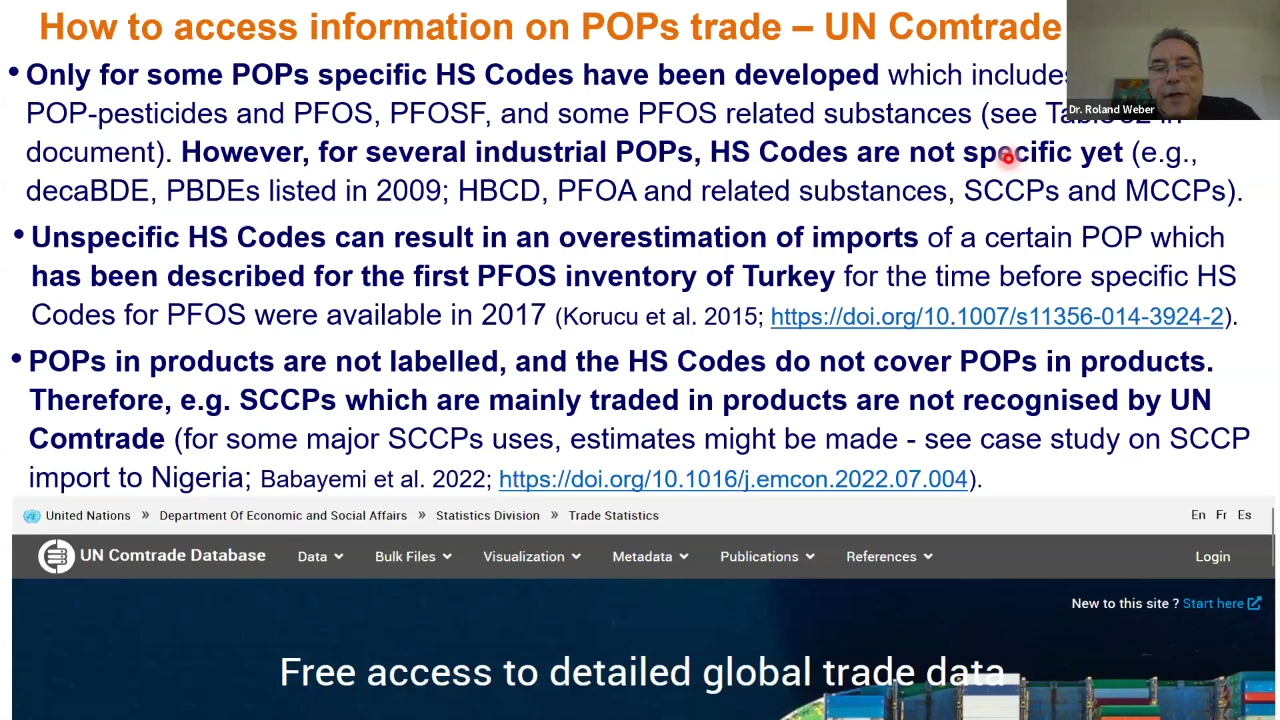 How to access information on POPs trade – UN Comtrade
• Only for some POPs specific HS Codes have been developed which includes
POP-pesticides and PFOS, PFOSF, and some PFOS related substances (see in
document). However, for several industrial POPs, HS Codes are not specific yet (e.g.,
decaBDE, PBDEs listed in 2009; HBCD, PFOA and related substances, SCCPs and MCCPs).
• Unspecific HS Codes can result in an overestimation of imports of a certain POP which
has been described for the first PFOS inventory of Turkey for the time before specific HS
Codes for PFOS were available in 2017 (Korucu et al. 2015; https://doi.org/10.1007/s11356-014-3924-2).
• POPs in products are not labelled, and the HS Codes do not cover POPs in products.
Therefore, e.g. SCCPs which are mainly traded in products are not recognised by UN
Comtrade (for some major SCCPs uses, estimates might be made - see case study on SCCP
import to Nigeria; Babayemi et al. 2022; https://doi.org/10.1016/j.emcon.2022.07.004).
Dr. Roland Weber
United Nations » Department Of Economic and Social Affairs » Statistics Division » Trade Statistics En Fr Es
UN Comtrade Database Data Bulk Files Visualization Metadata Publications References Login
New to this site ? Start here
Free access to detailed global trade data